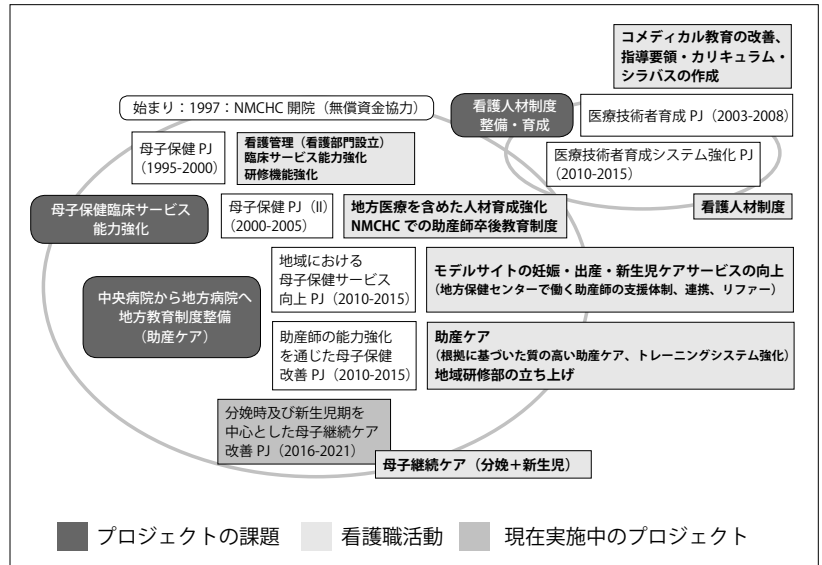 コメディカル教育の改善、
指導要領・カリキュラム・
シラバスの作成
始まり：1997：NMCHC 開院（無償資金協力）
看護人材制度
整備・育成
医療技術者育成 PJ（2003-2008）
母子保健 PJ
（1995-2000）
看護管理（看護部門設立）
臨床サービス能力強化
研修機能強化
医療技術者育成システム強化 PJ
（2010-2015）
看護人材制度
母子保健臨床サービス
能力強化
母子保健 PJ（II）
（2000-2005）
地方医療を含めた人材育成強化
NMCHC での助産師卒後教育制度
中央病院から地方病院へ
地方教育制度整備
（助産ケア）
地域における
母子保健サービス
向上 PJ（2010-2015）
モデルサイトの妊娠・出産・新生児ケアサービスの向上
（地方保健センターで働く助産師の支援体制、連携、リファー）
助産師の能力強化
を通じた母子保健
改善 PJ（2010-2015）
助産ケア
（根拠に基づいた質の高い助産ケア、トレーニングシステム強化）
地域研修部の立ち上げ
分娩時及び新生児期を
中心とした母子継続ケア
改善 PJ（2016-2021）
母子継続ケア（分娩＋新生児）
プロジェクトの課題
看護職活動
現在実施中のプロジェクト